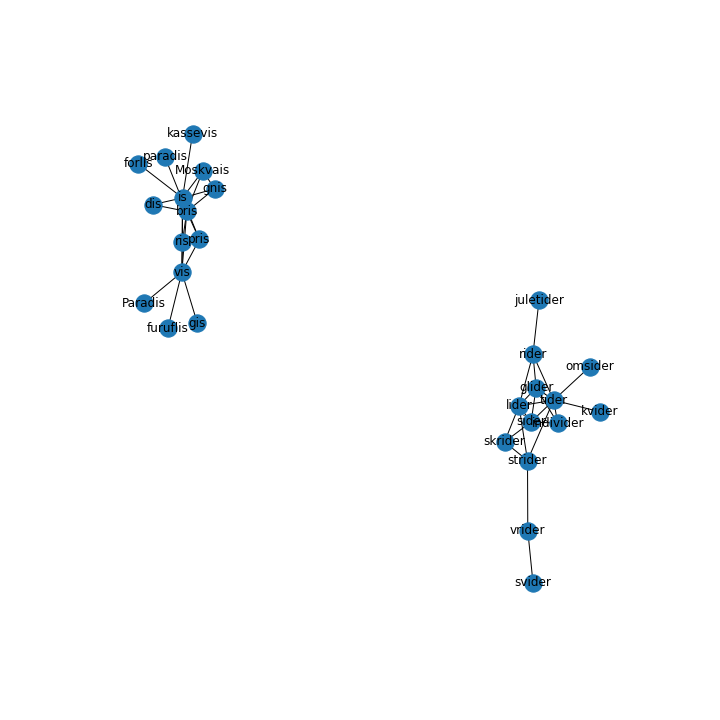 kassevis
paradis
forlis
Moskvais
gnis
is
dis
bris
ris
pris
vis
Paradis
furuflis
gis
juletider
rider
omsider
glider
tider
lider
kvider
sider
individer
skrider
strider
vrider
svider